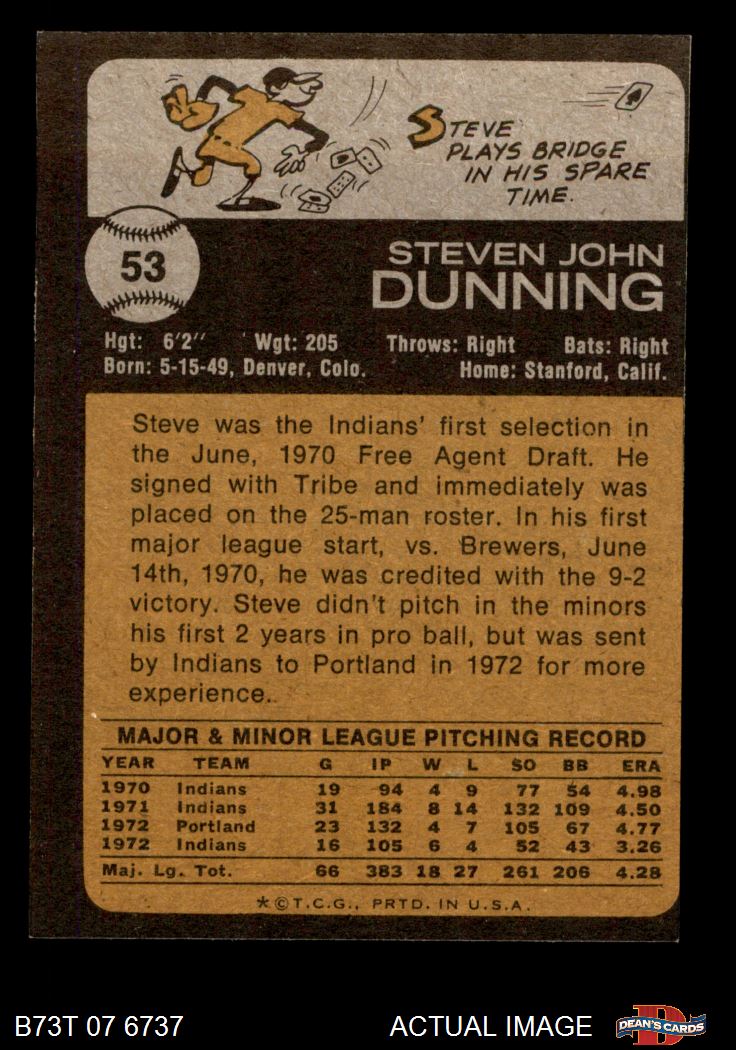 STEVE
PLAYS BRIDGE
IN HIS SPARE
TIME.
53
STEVEN JOHN
DUNNING
Hgt: 6'2" Wgt: 205 Throws: Right Bats: Right
Born: 5-15-49, Denver, Colo. Home: Stanford, Calif.
Steve was the Indians' first selection in
the June, 1970 Free Agent Draft. He
signed with Tribe and immediately was
placed on the 25-man roster. In his first
major league start, vs. Brewers, June
14th, 1970, he was credited with the 9-2
victory. Steve didn't pitch in the minors
his first 2 years in pro ball, but was sent
by Indians to Portland in 1972 for more
experience.
MAJOR & MINOR LEAGUE PITCHING RECORD
YEAR TEAM G IP W L SO BB ERA
1970 Indians 19 94 4 9 77 54 4.98
1971 Indians 31 184 8 14 132 109 4.50
1972 Portland 23 132 4 7 105 67 4.77
1972 Indians 16 105 6 4 52 43 3.26
Maj. Lg. Tot. 66 383 18 27 261 206 4.28
*©T.C.G., PRTD. IN U.S.A.
B73T 07 6737 ACTUAL IMAGE D DEAN'S CARDS